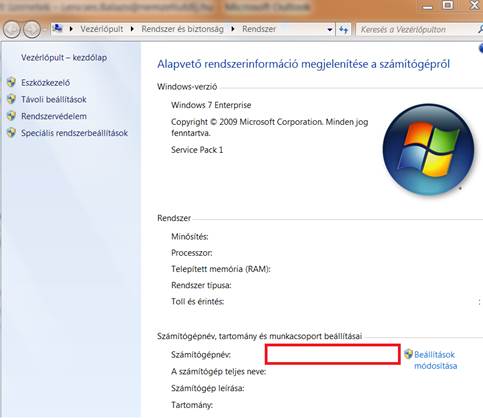 Vezérlőpult ▸ Rendszer és biztonság ▸ Rendszer
Keresés a Vezérlőpulton
Vezérlőpult – kezdőlap
Eszközkezelő
Távoli beállítások
Rendszervédelem
Speciális rendszerbeállítások
Alapvető rendszerinformáció megjelenítése a számítógépről
Windows-verzió
Windows 7 Enterprise
Copyright © 2009 Microsoft Corporation. Minden jog
fenntartva.
Service Pack 1
Rendszer
Minősítés:
Processzor:
Telepített memória (RAM):
Rendszer típusa:
Toll és érintés:
:
Számítógépnév, tartomány és munkacsoport beállításai
Számítógépnév:
Beállítások
módosítása
A számítógép teljes neve:
Számítógép leírása:
Tartomány: